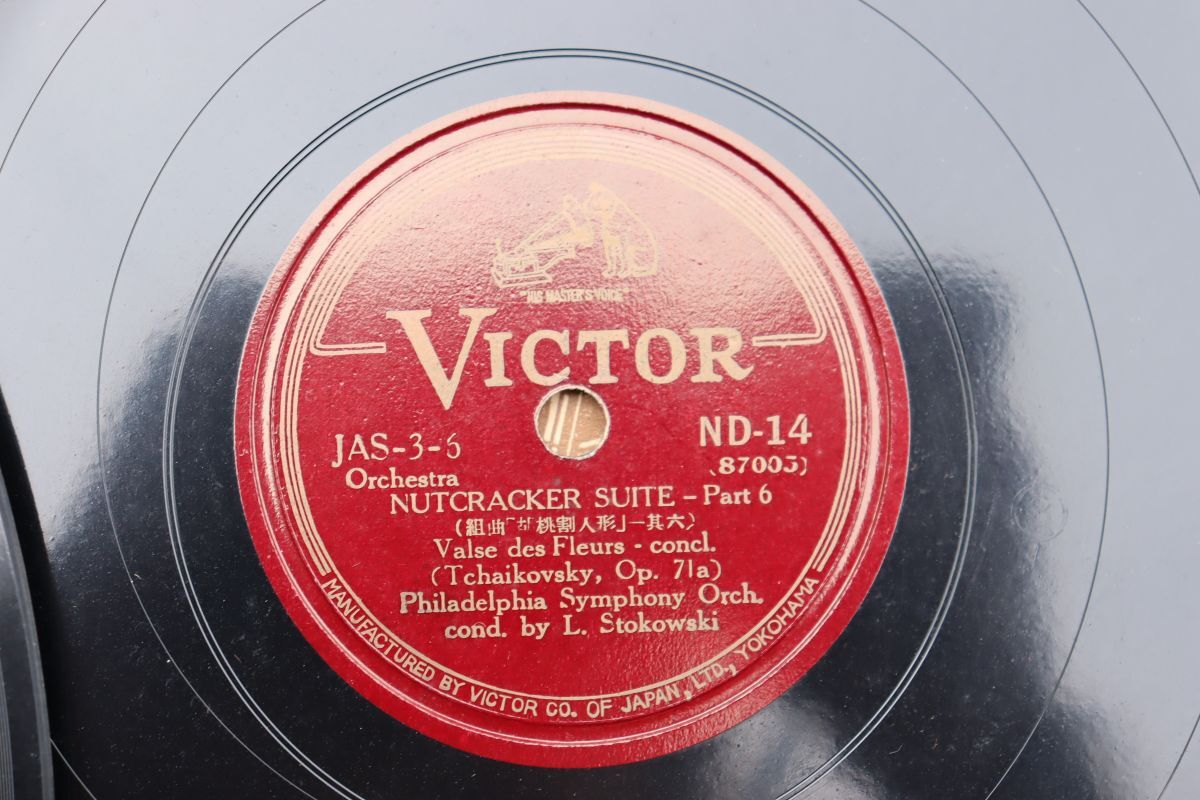 "HIS MASTER'S VOICE"
VICTOR
JAS-3-6
ND-14
(87005)
Orchestra
NUTCRACKER SUITE - Part 6
(組曲「胡桃割人形」—其六)
Valse des Fleurs - concl.
(Tchaikovsky, Op. 71a)
Philadelphia Symphony Orch.
cond. by L. Stokowski
MANUFACTURED BY VICTOR CO. OF JAPAN, LTD., YOKOHAMA